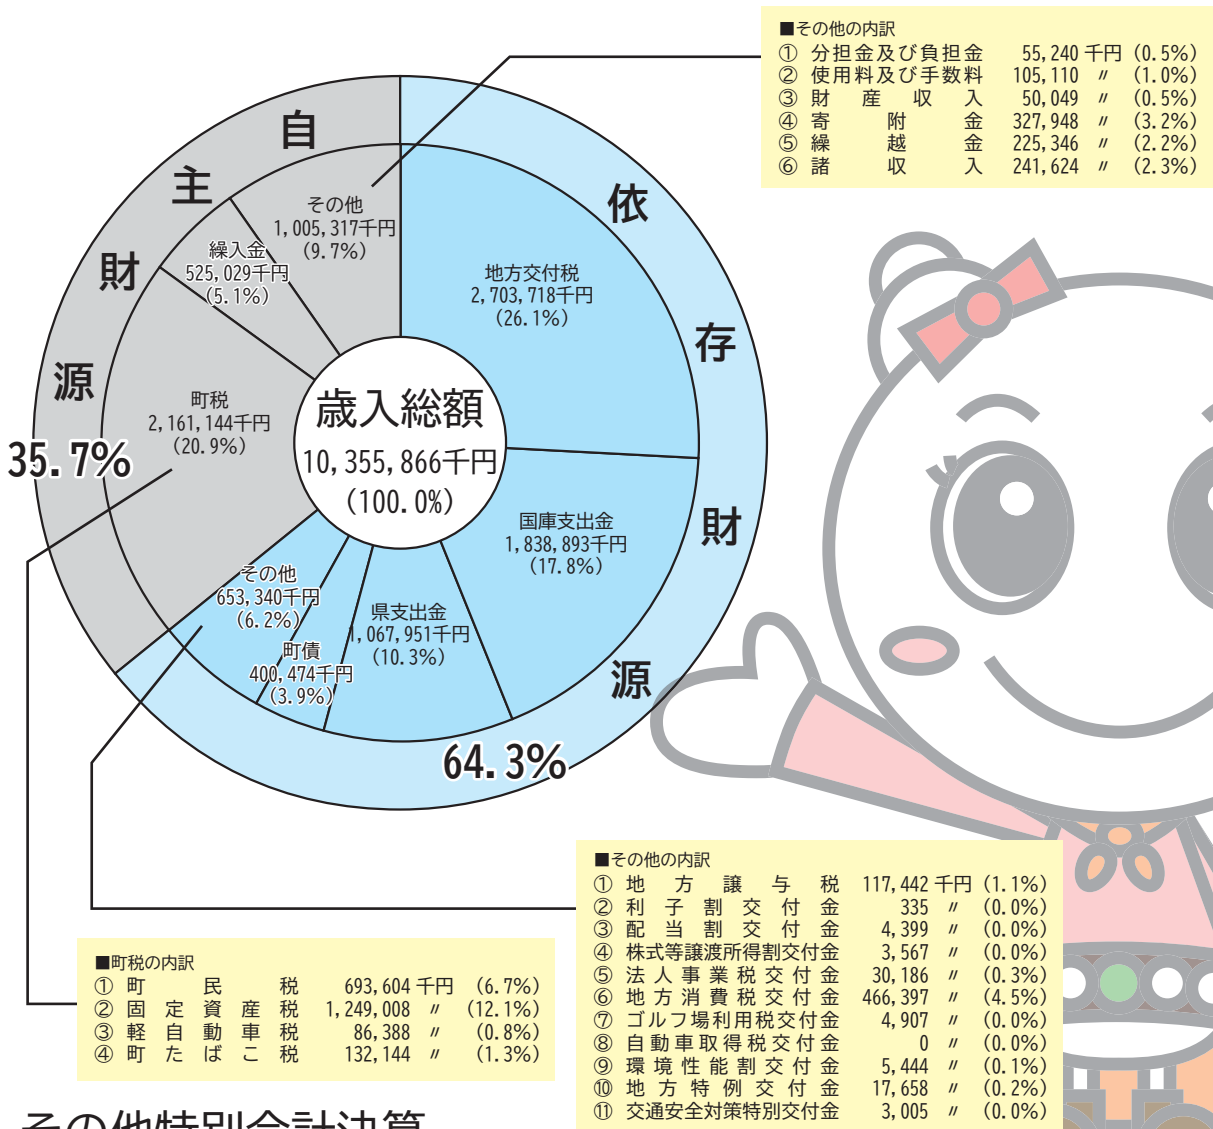 ■その他の内訳
① 分担金及び負担金 55,240 千円 (0.5%)
② 使用料及び手数料 105,110 〃 (1.0%)
③ 財産収入 50,049 〃 (0.5%)
④ 寄附金 327,948 〃 (3.2%)
⑤ 繰越金 225,346 〃 (2.2%)
⑥ 諸収入 241,624 〃 (2.3%)
自主財源
35.7%
依存財源
64.3%
その他
1,005,317千円
(9.7%)
繰入金
525,029千円
(5.1%)
町税
2,161,144千円
(20.9%)
地方交付税
2,703,718千円
(26.1%)
歳入総額
10,355,866千円
(100.0%)
国庫支出金
1,838,893千円
(17.8%)
県支出金
1,067,951千円
(10.3%)
町債
400,474千円
(3.9%)
その他
653,340千円
(6.2%)
■その他の内訳
① 地方譲与税 117,442 千円 (1.1%)
② 利子割交付金 335 〃 (0.0%)
③ 配当割交付金 4,399 〃 (0.0%)
④ 株式等譲渡所得割交付金 3,567 〃 (0.0%)
⑤ 法人事業税交付金 30,186 〃 (0.3%)
⑥ 地方消費税交付金 466,397 〃 (4.5%)
⑦ ゴルフ場利用税交付金 4,907 〃 (0.0%)
⑧ 自動車取得税交付金 0 〃 (0.0%)
⑨ 環境性能割交付金 5,444 〃 (0.1%)
⑩ 地方特例交付金 17,658 〃 (0.2%)
⑪ 交通安全対策特別交付金 3,005 〃 (0.0%)
■町税の内訳
① 町民税 693,604 千円 (6.7%)
② 固定資産税 1,249,008 〃 (12.1%)
③ 軽自動車税 86,388 〃 (0.8%)
④ 町たばこ税 132,144 〃 (1.3%)
その他特別会計決算